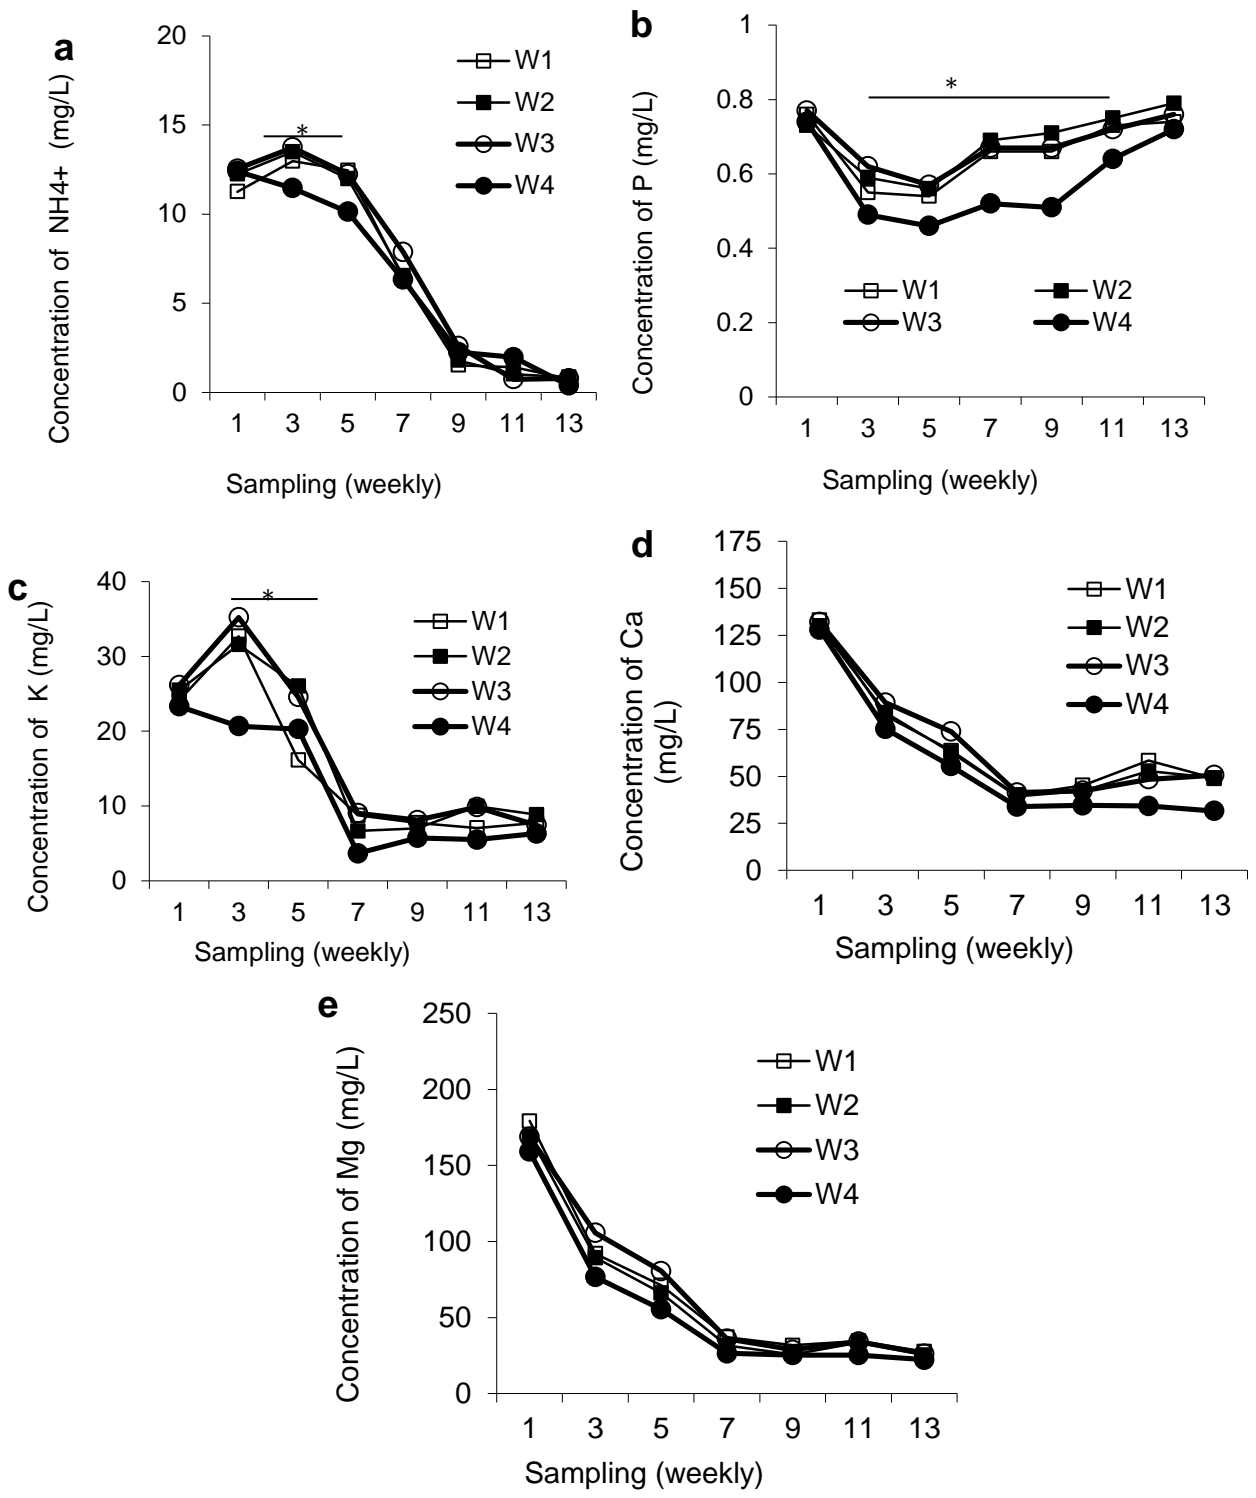 a
Concentration of NH4+ (mg/L)
20
15
10
5
0
*
W1
W2
W3
W4
1 3 5 7 9 11 13
Sampling (weekly)
b
Concentration of P (mg/L)
1
0.8
0.6
0.4
0.2
0
*
W1 W2
W3 W4
1 3 5 7 9 11 13
Sampling (weekly)
c
Concentration of K (mg/L)
40
30
20
10
0
*
W1
W2
W3
W4
1 3 5 7 9 11 13
Sampling (weekly)
d
Concentration of Ca
(mg/L)
175
150
125
100
75
50
25
0
W1
W2
W3
W4
1 3 5 7 9 11 13
Sampling (weekly)
e
Concentration of Mg (mg/L)
250
200
150
100
50
0
W1
W2
W3
W4
1 3 5 7 9 11 13
Sampling (weekly)